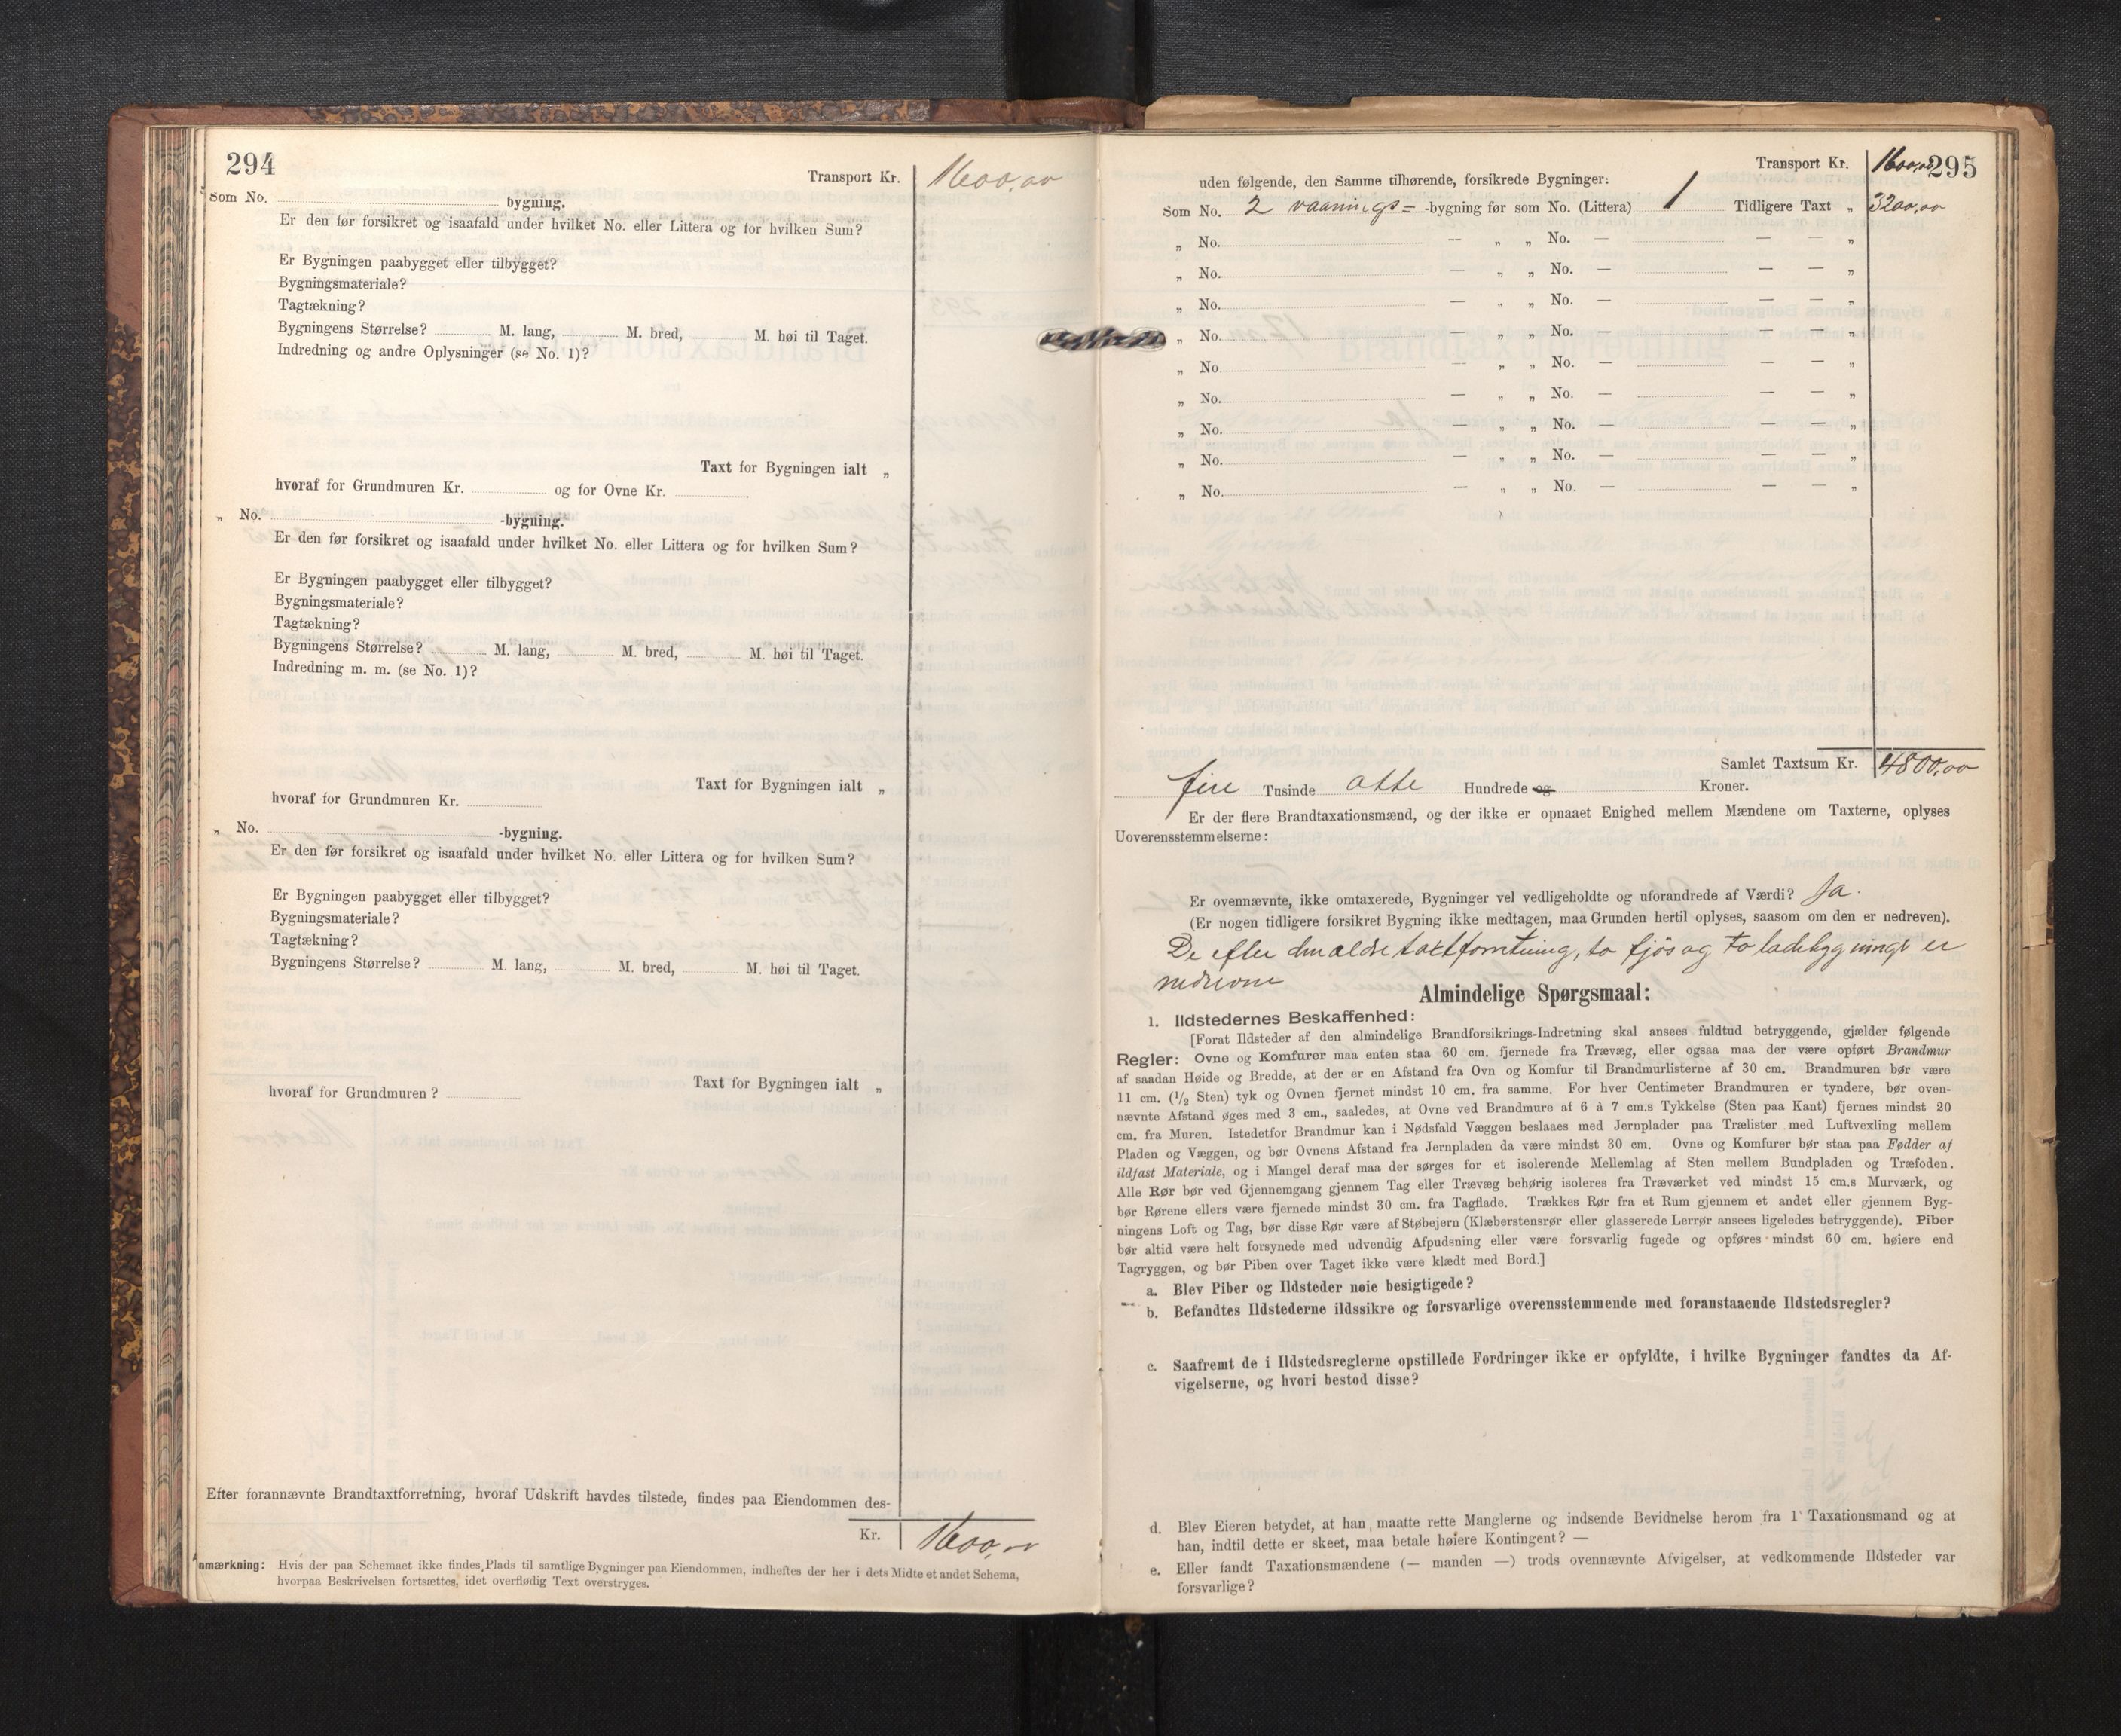 294
Transport Kr. 1600,00
Som No. bygning.
Er den før forsikret og isaafald under hvilket No. eller Littera og for hvilken Sum?
Er Bygningen paabygget eller tilbygget?
Bygningsmateriale?
Tagtækning?
Bygningens Størrelse? M. lang, M. bred, M. høi til Taget.
Indredning og andre Oplysninger (se No. 1)?
Taxt for Bygningen ialt „
hvoraf for Grundmuren Kr. og for Ovne Kr.
„ No. -bygning.
Er den før forsikret og isaafald under hvilket No. eller Littera og for hvilken Sum?
Er Bygningen paabygget eller tilbygget?
Bygningsmateriale?
Tagtækning?
Bygningens Størrelse? M. lang, M. bred, M. høi til Taget.
Indredning m. m. (se No. 1)?
Taxt for Bygningen ialt „
hvoraf for Grundmuren Kr.
„ No. -bygning.
Er den før forsikret og isaafald under hvilket No. eller Littera og for hvilken Sum?
Er Bygningen paabygget eller tilbygget?
Bygningsmateriale?
Tagtækning?
Bygningens Størrelse? M. lang, M. bred, M. høi til Taget.
Taxt for Bygningen ialt „
hvoraf for Grundmuren?
Efter forannævnte Brandtaxtforretning, hvoraf Udskrift havdes tilstede, findes paa Eiendommen des-
Kr. 1600,00
Anmærkning: Hvis der paa Schemaet ikke findes Plads til samtlige Bygninger paa Eiendommen, indheftes der her i dets Midte et andet Schema,
hvorpaa Beskrivelsen fortsættes, idet overflødig Text overstryges.
295
Transport Kr. 1600,00
uden følgende, den Samme tilhørende, forsikrede Bygninger:
Som No. 2 vaanings= -bygning før som No. (Littera) 1 Tidligere Taxt „ 3200,00
„ No. — „ „ No. — — — „
„ No. — „ „ No. — — — „
„ No. — „ „ No. — — — „
„ No. — „ „ No. — — — „
„ No. — „ „ No. — — — „
„ No. — „ „ No. — — — „
„ No. — „ „ No. — — — „
„ No. — „ „ No. — — — „
„ No. — „ „ No. — — — „
Samlet Taxtsum Kr. 4800,00
fire Tusinde otte Hundrede og Kroner.
Er der flere Brandtaxationsmænd, og der ikke er opnaaet Enighed mellem Mændene om Taxterne, oplyses
Uoverensstemmelserne:
Er ovennævnte, ikke omtaxerede, Bygninger vel vedligeholdte og uforandrede af Værdi? Ja.
(Er nogen tidligere forsikret Bygning ikke medtagen, maa Grunden hertil oplyses, saasom om den er nedreven).
De efter taxtforretning, to fjøs og to ladebygninge er
nedrevne
Almindelige Spørgsmaal:
1. Ildstedernes Beskaffenhed:
[Forat Ildsteder af den almindelige Brandforsikrings-Indretning skal ansees fuldtud betryggende, gjælder følgende
Regler: Ovne og Komfurer maa enten staa 60 cm. fjernede fra Trævæg, eller ogsaa maa der være opført Brandmur
af saadan Høide og Bredde, at der er en Afstand fra Ovn og Komfur til Brandmurlisterne af 30 cm. Brandmuren bør være
11 cm. (1/2 Sten) tyk og Ovnen fjernet mindst 10 cm. fra samme. For hver Centimeter Brandmuren er tyndere, bør oven-
nævnte Afstand øges med 3 cm., saaledes, at Ovne ved Brandmure af 6 à 7 cm.s Tykkelse (Sten paa Kant) fjernes mindst 20
cm. fra Muren. Istedetfor Brandmur kan i Nødsfald Væggen beslaaes med Jernplader paa Trælister med Luftvexling mellem
Pladen og Væggen, og bør Ovnens Afstand fra Jernpladen da være mindst 30 cm. Ovne og Komfurer bør staa paa Fødder af
ildfast Materiale, og i Mangel deraf maa der sørges for et isolerende Mellemlag af Sten mellem Bundpladen og Træfoden.
Alle Rør bør ved Gjennemgang gjennem Tag eller Trævæg behørig isoleres fra Træværket ved mindst 15 cm.s Murværk, og
bør Rørene ellers være fjernede mindst 30 cm. fra Tagflade. Trækkes Rør fra et Rum gjennem et andet eller gjennem Byg-
ningens Loft og Tag, bør disse Rør være af Støbejern (Klæberstensrør eller glasserede Lerrør ansees ligeledes betryggende). Piber
bør altid være helt forsynede med udvendig Afpudsning eller være forsvarlig fugede og opføres mindst 60 cm. høiere end
Tagryggen, og bør Piben over Taget ikke være klædt med Bord.]
a. Blev Piber og Ildsteder nøie besigtigede?
b. Befandtes Ildstederne ildssikre og forsvarlige overensstemmende med foranstaaende Ildstedsregler?
c. Saafremt de i Ildstedsreglerne opstillede Fordringer ikke er opfyldte, i hvilke Bygninger fandtes da Af-
vigelserne, og hvori bestod disse?
d. Blev Eieren betydet, at han maatte rette Manglerne og indsende Bevidnelse herom fra 1 Taxationsmand og at
han, indtil dette er skeet, maa betale høiere Kontingent? —
e. Eller fandt Taxationsmændene (— manden —) trods ovennævnte Afvigelser, at vedkommende Ildsteder var
forsvarlige?